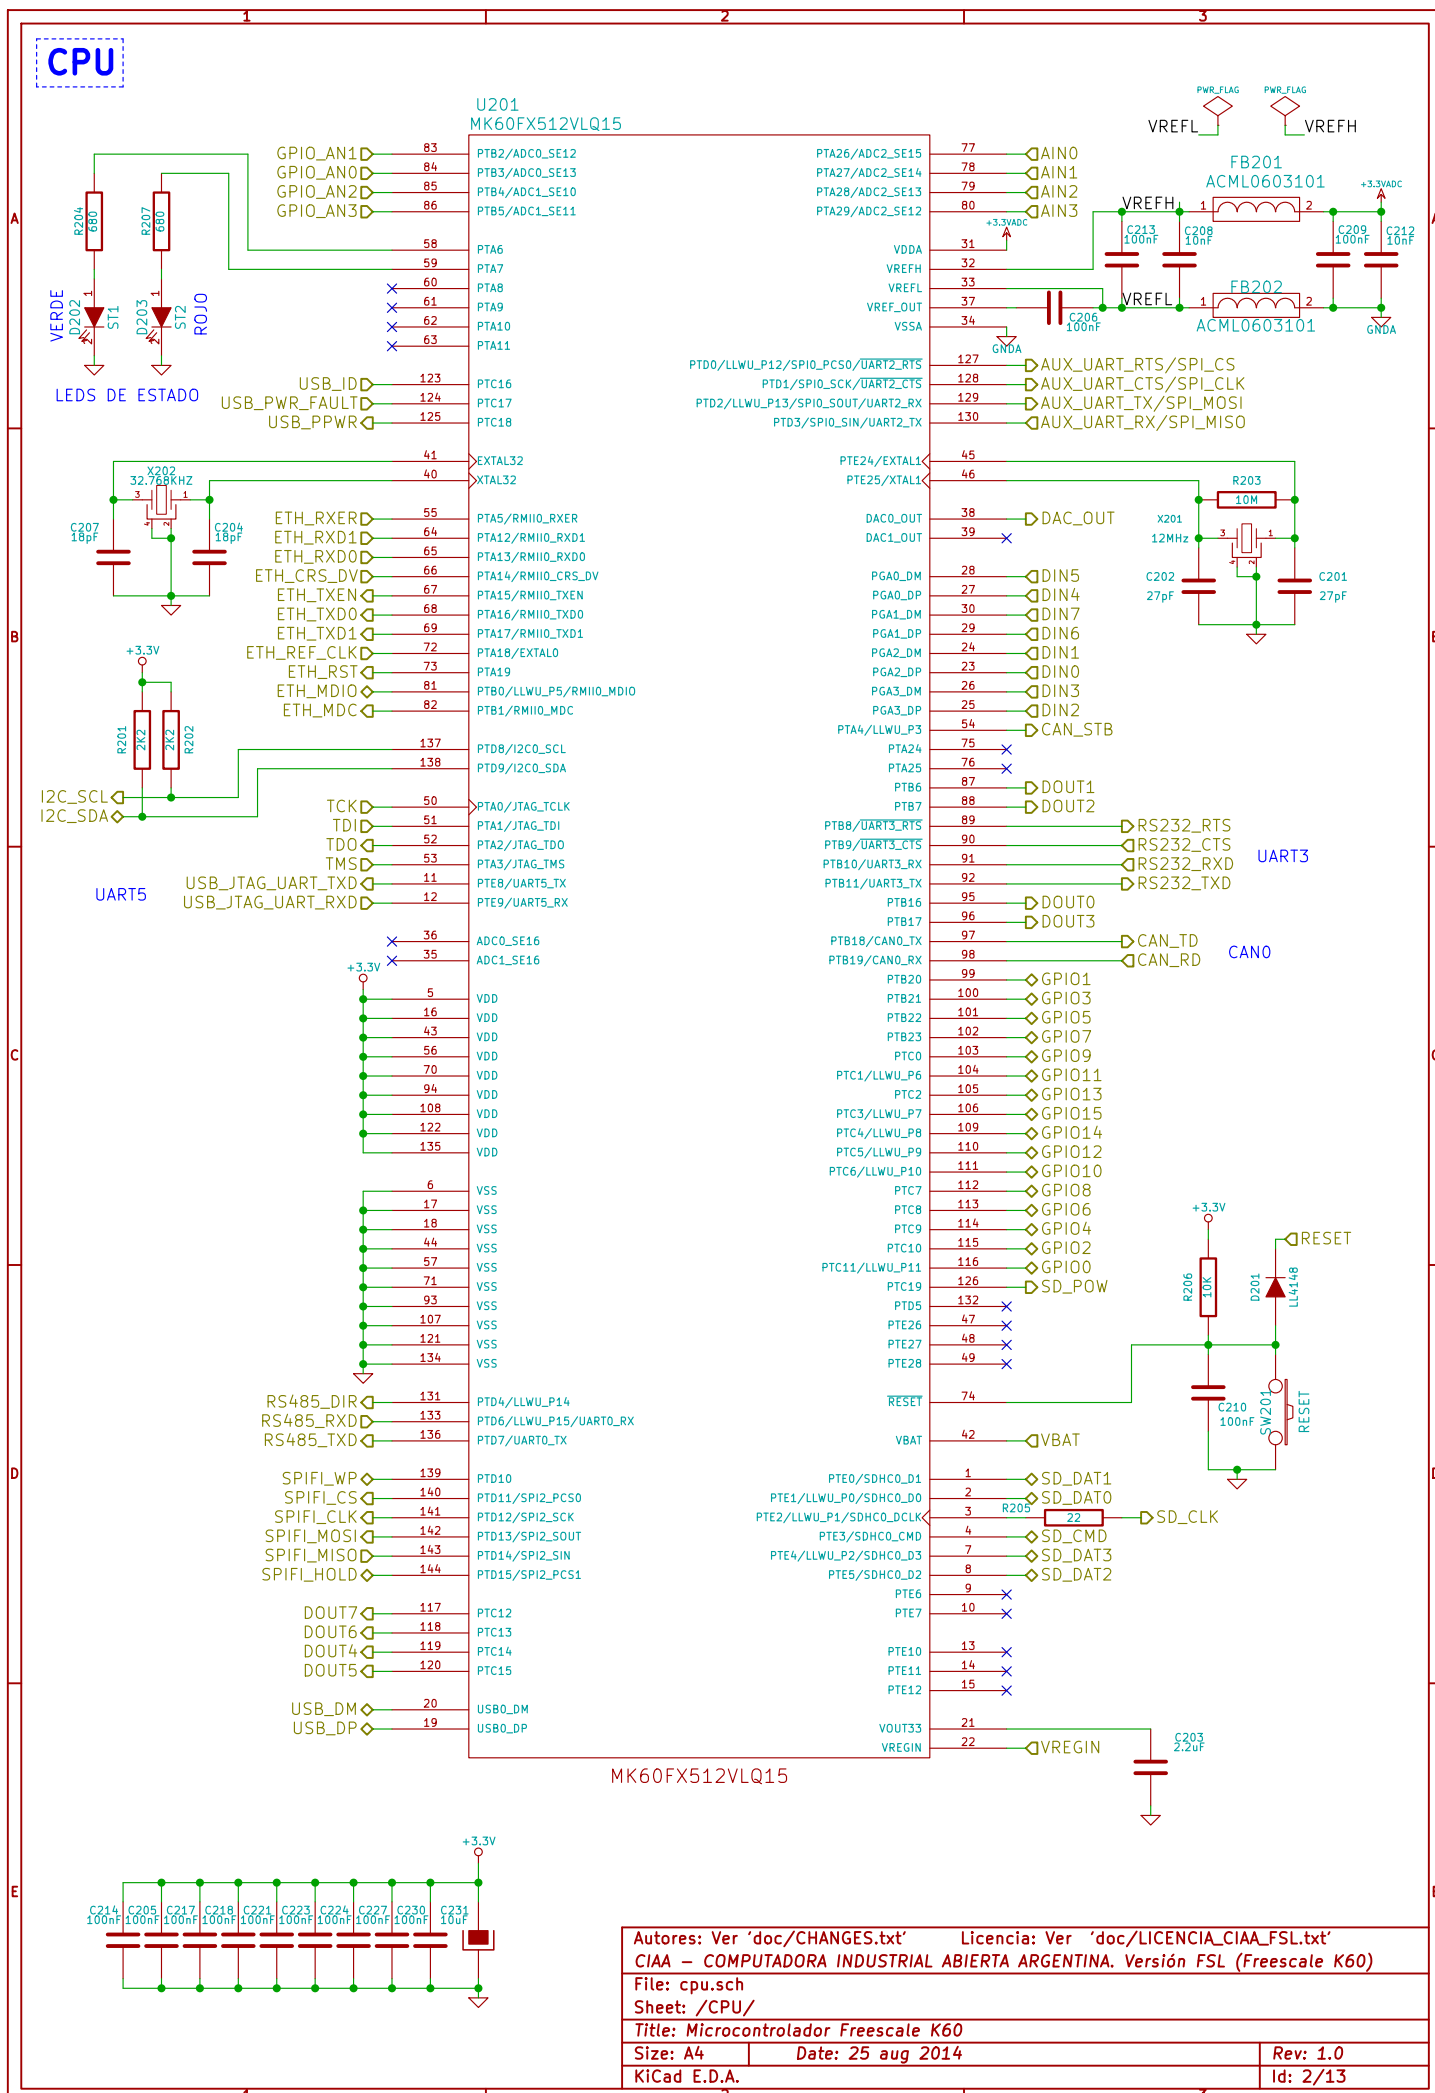 1 2 3
CPU
U201
MK60FX512VLQ15
PWR_FLAG PWR_FLAG
VREFL VREFH
GPIO_AN1 83 PTB2/ADC0_SE12
GPIO_AN0 84 PTB3/ADC0_SE13
GPIO_AN2 85 PTB4/ADC1_SE10
GPIO_AN3 86 PTB5/ADC1_SE11
58 PTA6
59 PTA7
60 PTA8
61 PTA9
62 PTA10
63 PTA11
R204 680
R207 680
VERDE D202 ST1 1 2
D203 ST2 ROJO 1 2
LEDS DE ESTADO
USB_ID 123 PTC16
USB_PWR_FAULT 124 PTC17
USB_PPWR 125 PTC18
41 EXTAL32
40 XTAL32
X202
32.768KHZ
3 1 4 2
C207 18pF
C204 18pF
ETH_RXER 55 PTA5/RMII0_RXER
ETH_RXD1 64 PTA12/RMII0_RXD1
ETH_RXD0 65 PTA13/RMII0_RXD0
ETH_CRS_DV 66 PTA14/RMII0_CRS_DV
ETH_TXEN 67 PTA15/RMII0_TXEN
ETH_TXD0 68 PTA16/RMII0_TXD0
ETH_TXD1 69 PTA17/RMII0_TXD1
ETH_REF_CLK 72 PTA18/EXTAL0
ETH_RST 73 PTA19
ETH_MDIO 81 PTB0/LLWU_P5/RMII0_MDIO
ETH_MDC 82 PTB1/RMII0_MDC
+3.3V
R201 2K2 2K2 R202
137 PTD8/I2C0_SCL
138 PTD9/I2C0_SDA
I2C_SCL
I2C_SDA
TCK 50 PTA0/JTAG_TCLK
TDI 51 PTA1/JTAG_TDI
TDO 52 PTA2/JTAG_TDO
TMS 53 PTA3/JTAG_TMS
UART5
USB_JTAG_UART_TXD 11 PTE8/UART5_TX
USB_JTAG_UART_RXD 12 PTE9/UART5_RX
36 ADC0_SE16
35 ADC1_SE16
+3.3V
5 VDD
16 VDD
43 VDD
56 VDD
70 VDD
94 VDD
108 VDD
122 VDD
135 VDD
6 VSS
17 VSS
18 VSS
44 VSS
57 VSS
71 VSS
93 VSS
107 VSS
121 VSS
134 VSS
RS485_DIR 131 PTD4/LLWU_P14
RS485_RXD 133 PTD6/LLWU_P15/UART0_RX
RS485_TXD 136 PTD7/UART0_TX
SPIFI_WP 139 PTD10
SPIFI_CS 140 PTD11/SPI2_PCS0
SPIFI_CLK 141 PTD12/SPI2_SCK
SPIFI_MOSI 142 PTD13/SPI2_SOUT
SPIFI_MISO 143 PTD14/SPI2_SIN
SPIFI_HOLD 144 PTD15/SPI2_PCS1
DOUT7 117 PTC12
DOUT6 118 PTC13
DOUT4 119 PTC14
DOUT5 120 PTC15
USB_DM 20 USB0_DM
USB_DP 19 USB0_DP
PTA26/ADC2_SE15 77 AIN0
PTA27/ADC2_SE14 78 AIN1
PTA28/ADC2_SE13 79 AIN2
PTA29/ADC2_SE12 80 AIN3
+3.3VADC
VDDA 31
VREFH 32
VREFL 33
VREF_OUT 37
VSSA 34
GNDA
C206 100nF
FB201
ACML0603101
VREFH 1 2
+3.3VADC
C213 100nF
C208 10nF
C209 100nF
C212 10nF
FB202
VREFL 1 2
ACML0603101
GNDA
PTD0/LLWU_P12/SPI0_PCS0/UART2_RTS 127 AUX_UART_RTS/SPI_CS
PTD1/SPI0_SCK/UART2_CTS 128 AUX_UART_CTS/SPI_CLK
PTD2/LLWU_P13/SPI0_SOUT/UART2_RX 129 AUX_UART_TX/SPI_MOSI
PTD3/SPI0_SIN/UART2_TX 130 AUX_UART_RX/SPI_MISO
PTE24/EXTAL1 45
PTE25/XTAL1 46
R203
10M
X201
12MHz
3 1 4 2
C202 27pF
C201 27pF
DAC0_OUT 38 DAC_OUT
DAC1_OUT 39
PGA0_DM 28 DIN5
PGA0_DP 27 DIN4
PGA1_DM 30 DIN7
PGA1_DP 29 DIN6
PGA2_DM 24 DIN1
PGA2_DP 23 DIN0
PGA3_DM 26 DIN3
PGA3_DP 25 DIN2
PTA4/LLWU_P3 54 CAN_STB
PTA24 75
PTA25 76
PTB6 87 DOUT1
PTB7 88 DOUT2
PTB8/UART3_RTS 89 RS232_RTS
PTB9/UART3_CTS 90 RS232_CTS
PTB10/UART3_RX 91 RS232_RXD
PTB11/UART3_TX 92 RS232_TXD
UART3
PTB16 95 DOUT0
PTB17 96 DOUT3
PTB18/CAN0_TX 97 CAN_TD
PTB19/CAN0_RX 98 CAN_RD
CAN0
PTB20 99 GPIO1
PTB21 100 GPIO3
PTB22 101 GPIO5
PTB23 102 GPIO7
PTC0 103 GPIO9
PTC1/LLWU_P6 104 GPIO11
PTC2 105 GPIO13
PTC3/LLWU_P7 106 GPIO15
PTC4/LLWU_P8 109 GPIO14
PTC5/LLWU_P9 110 GPIO12
PTC6/LLWU_P10 111 GPIO10
PTC7 112 GPIO8
PTC8 113 GPIO6
PTC9 114 GPIO4
PTC10 115 GPIO2
PTC11/LLWU_P11 116 GPIO0
PTC19 126 SD_POW
PTD5 132
PTE26 47
PTE27 48
PTE28 49
RESET 74
VBAT 42 VBAT
+3.3V
R206 10K
RESET
D201 LL4148
C210 100nF
SW201 RESET
PTE0/SDHC0_D1 1 SD_DAT1
PTE1/LLWU_P0/SDHC0_D0 2 SD_DAT0
PTE2/LLWU_P1/SDHC0_DCLK 3 R205 22 SD_CLK
PTE3/SDHC0_CMD 4 SD_CMD
PTE4/LLWU_P2/SDHC0_D3 7 SD_DAT3
PTE5/SDHC0_D2 8 SD_DAT2
PTE6 9
PTE7 10
PTE10 13
PTE11 14
PTE12 15
VOUT33 21
VREGIN 22 VREGIN
C203
2.2uF
MK60FX512VLQ15
+3.3V
C214 C205 C217 C218 C221 C223 C224 C227 C230 C231
100nF 100nF 100nF 100nF 100nF 100nF 100nF 100nF 100nF 10uF
A
B
C
D
E
Autores: Ver 'doc/CHANGES.txt' Licencia: Ver 'doc/LICENCIA_CIAA_FSL.txt'
CIAA - COMPUTADORA INDUSTRIAL ABIERTA ARGENTINA. Versión FSL (Freescale K60)
File: cpu.sch
Sheet: /CPU/
Title: Microcontrolador Freescale K60
Size: A4 Date: 25 aug 2014 Rev: 1.0
KiCad E.D.A. Id: 2/13